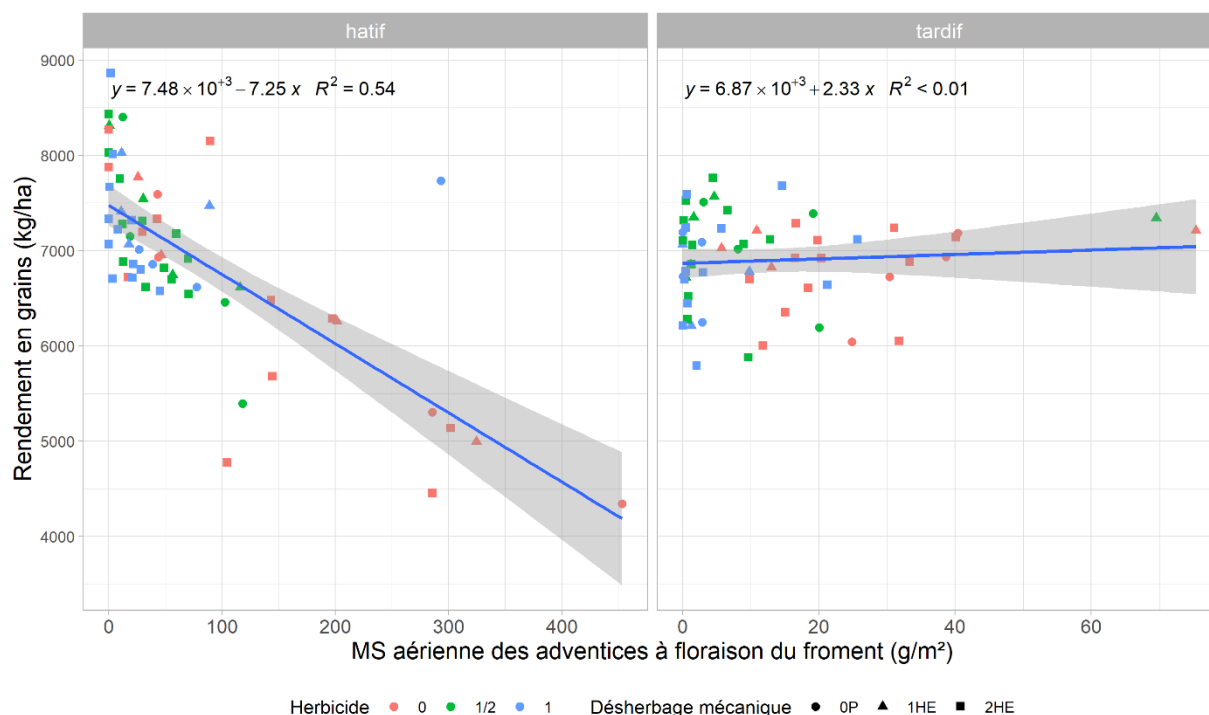 hatif
tardif
y = 7.48 × 10⁺³ − 7.25 x R² = 0.54
y = 6.87 × 10⁺³ + 2.33 x R² < 0.01
Rendement en grains (kg/ha)
9000
8000
7000
6000
5000
4000
0 100 200 300 400
0 20 40 60
MS aérienne des adventices à floraison du froment (g/m²)
Herbicide 0 1/2 1 Désherbage mécanique 0P 1HE 2HE